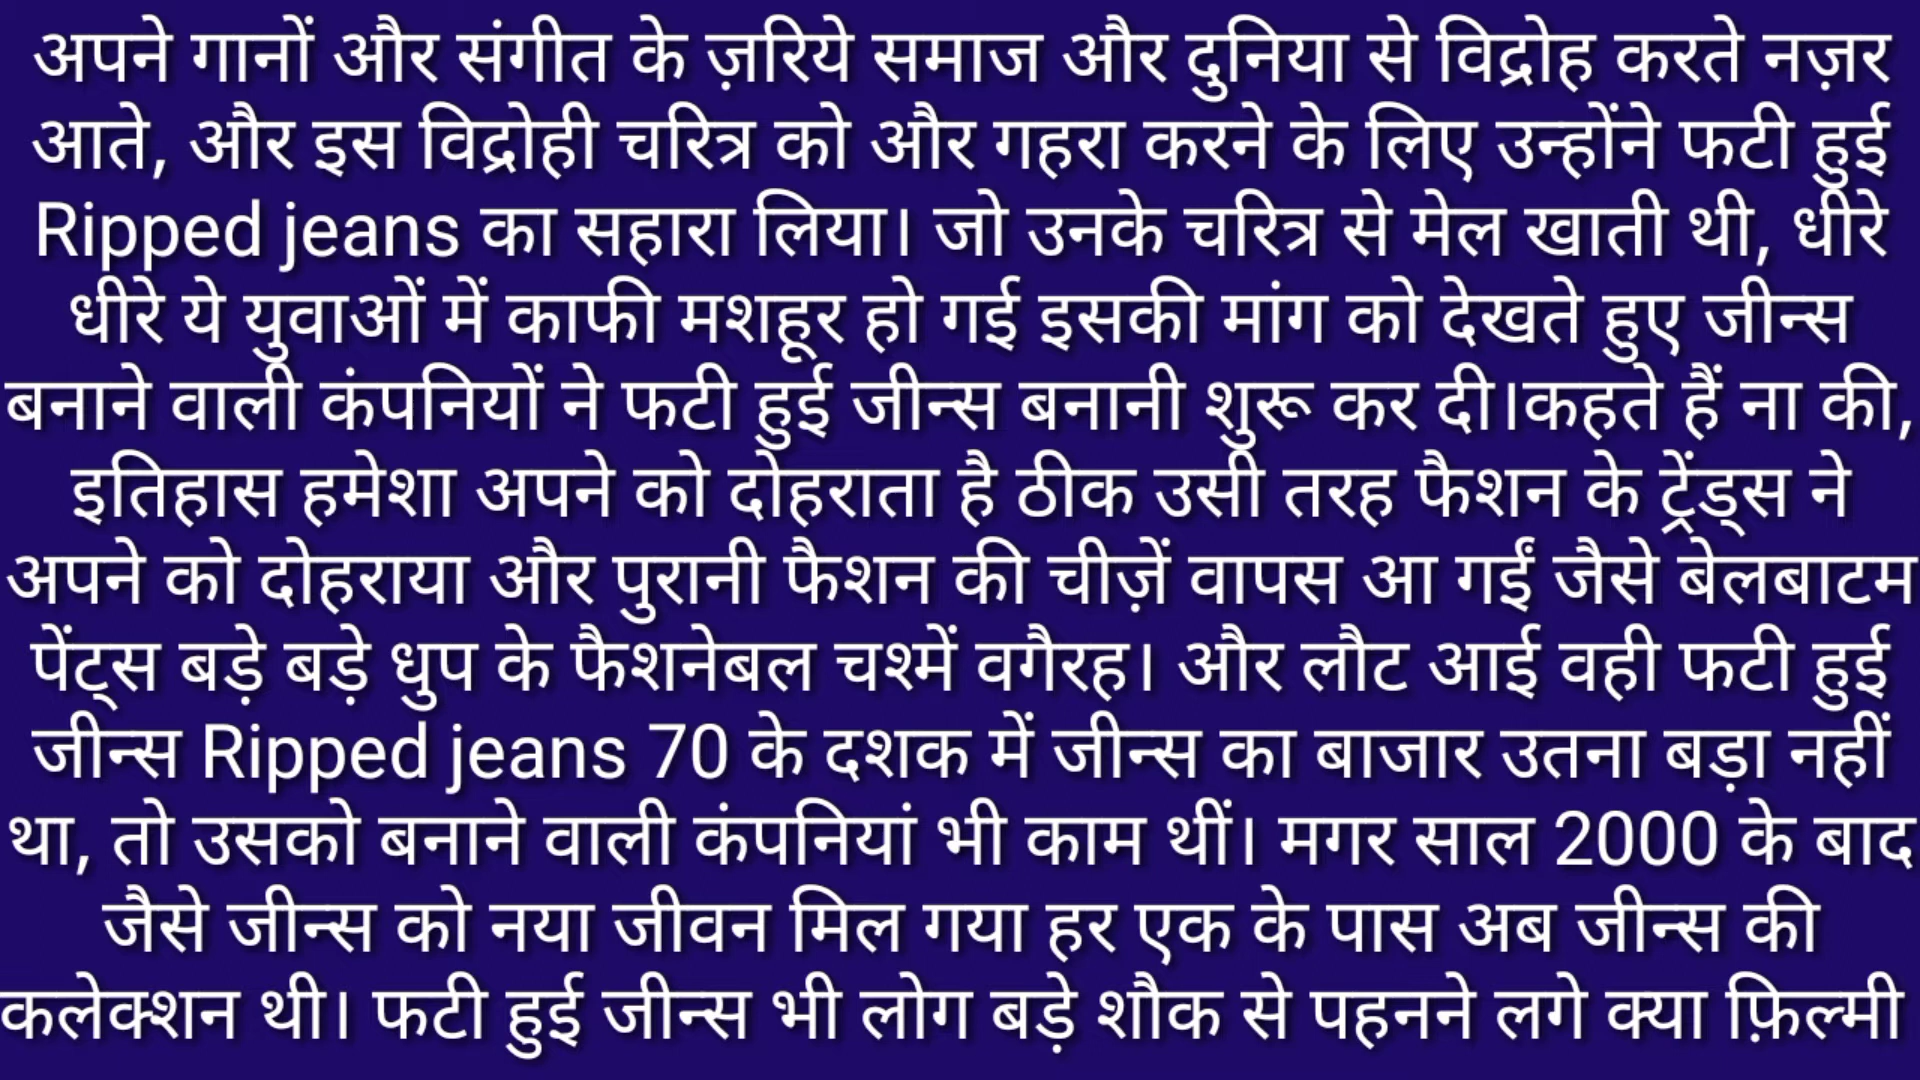 अपने गानों और संगीत के ज़रिये समाज और दुनिया से विद्रोह करते नज़र
आते, और इस विद्रोही चरित्र को और गहरा करने के लिए उन्होंने फटी हुई
Ripped jeans का सहारा लिया। जो उनके चरित्र से मेल खाती थी, धीरे
धीरे ये युवाओं में काफी मशहूर हो गई इसकी मांग को देखते हुए जीन्स
बनाने वाली कंपनियों ने फटी हुई जीन्स बनानी शुरू कर दी।कहते हैं ना की,
इतिहास हमेशा अपने को दोहराता है ठीक उसी तरह फैशन के ट्रेंड्स ने
अपने को दोहराया और पुरानी फैशन की चीज़ें वापस आ गईं जैसे बेलबाटम
पेंट्स बड़े बड़े धुप के फैशनेबल चश्में वगैरह। और लौट आई वही फटी हुई
जीन्स Ripped jeans 70 के दशक में जीन्स का बाजार उतना बड़ा नहीं
था, तो उसको बनाने वाली कंपनियां भी काम थीं। मगर साल 2000 के बाद
जैसे जीन्स को नया जीवन मिल गया हर एक के पास अब जीन्स की
कलेक्शन थी। फटी हुई जीन्स भी लोग बड़े शौक से पहनने लगे क्या फ़िल्मी